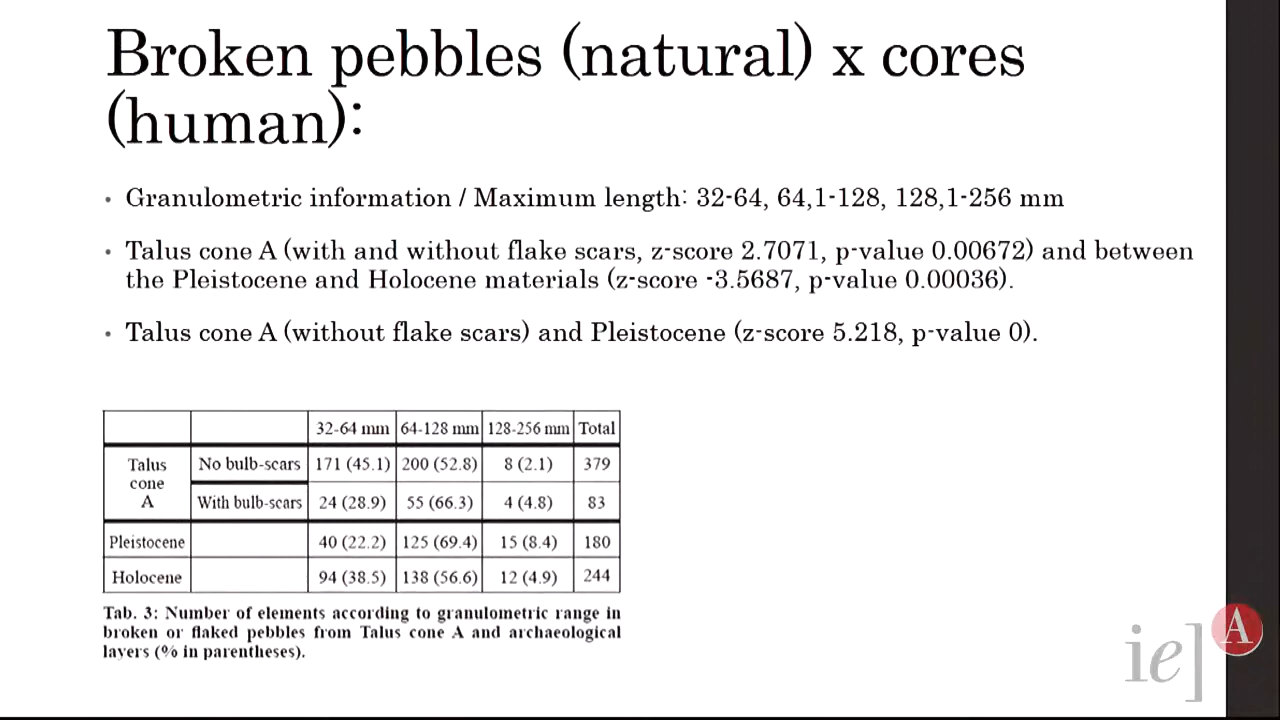 Broken pebbles (natural) x cores
(human):
• Granulometric information / Maximum length: 32-64, 64,1-128, 128,1-256 mm
• Talus cone A (with and without flake scars, z-score 2.7071, p-value 0.00672) and between
the Pleistocene and Holocene materials (z-score -3.5687, p-value 0.00036).
• Talus cone A (without flake scars) and Pleistocene (z-score 5.218, p-value 0).
32-64 mm 64-128 mm 128-256 mm Total
Talus cone A No bulb-scars 171 (45.1) 200 (52.8) 8 (2.1) 379
With bulb-scars 24 (28.9) 55 (66.3) 4 (4.8) 83
Pleistocene 40 (22.2) 125 (69.4) 15 (8.4) 180
Holocene 94 (38.5) 138 (56.6) 12 (4.9) 244
Tab. 3: Number of elements according to granulometric range in
broken or flaked pebbles from Talus cone A and archaeological
layers (% in parentheses).
ie] A